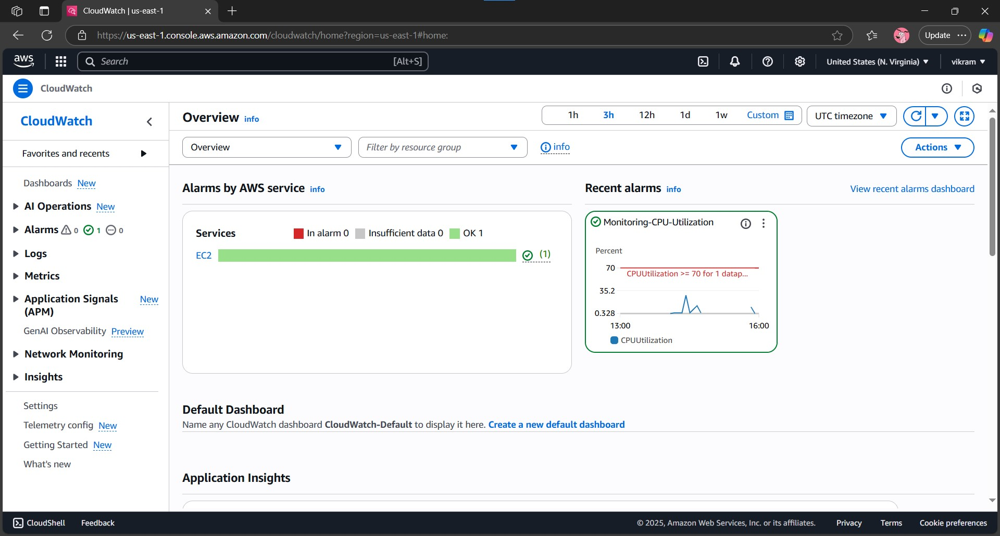 CloudWatch | us-east-1
https://us-east-1.console.aws.amazon.com/cloudwatch/home?region=us-east-1#home:
Update
aws
Search
[Alt+S]
United States (N. Virginia)
vikram
CloudWatch
CloudWatch
Favorites and recents
Dashboards New
AI Operations New
Alarms 0 1 0
Logs
Metrics
Application Signals New
(APM)
GenAI Observability Preview
Network Monitoring
Insights
Settings
Telemetry config New
Getting Started New
What's new
Overview info
1h 3h 12h 1d 1w Custom
UTC timezone
Overview
Filter by resource group
info
Actions
Alarms by AWS service info
Services
In alarm 0 Insufficient data 0 OK 1
EC2 (1)
Recent alarms info
View recent alarms dashboard
Monitoring-CPU-Utilization
Percent
70
CPUUtilization >= 70 for 1 datap...
35.2
0.328
13:00 16:00
CPUUtilization
Default Dashboard
Name any CloudWatch dashboard CloudWatch-Default to display it here. Create a new default dashboard
Application Insights
CloudShell Feedback
© 2025, Amazon Web Services, Inc. or its affiliates. Privacy Terms Cookie preferences